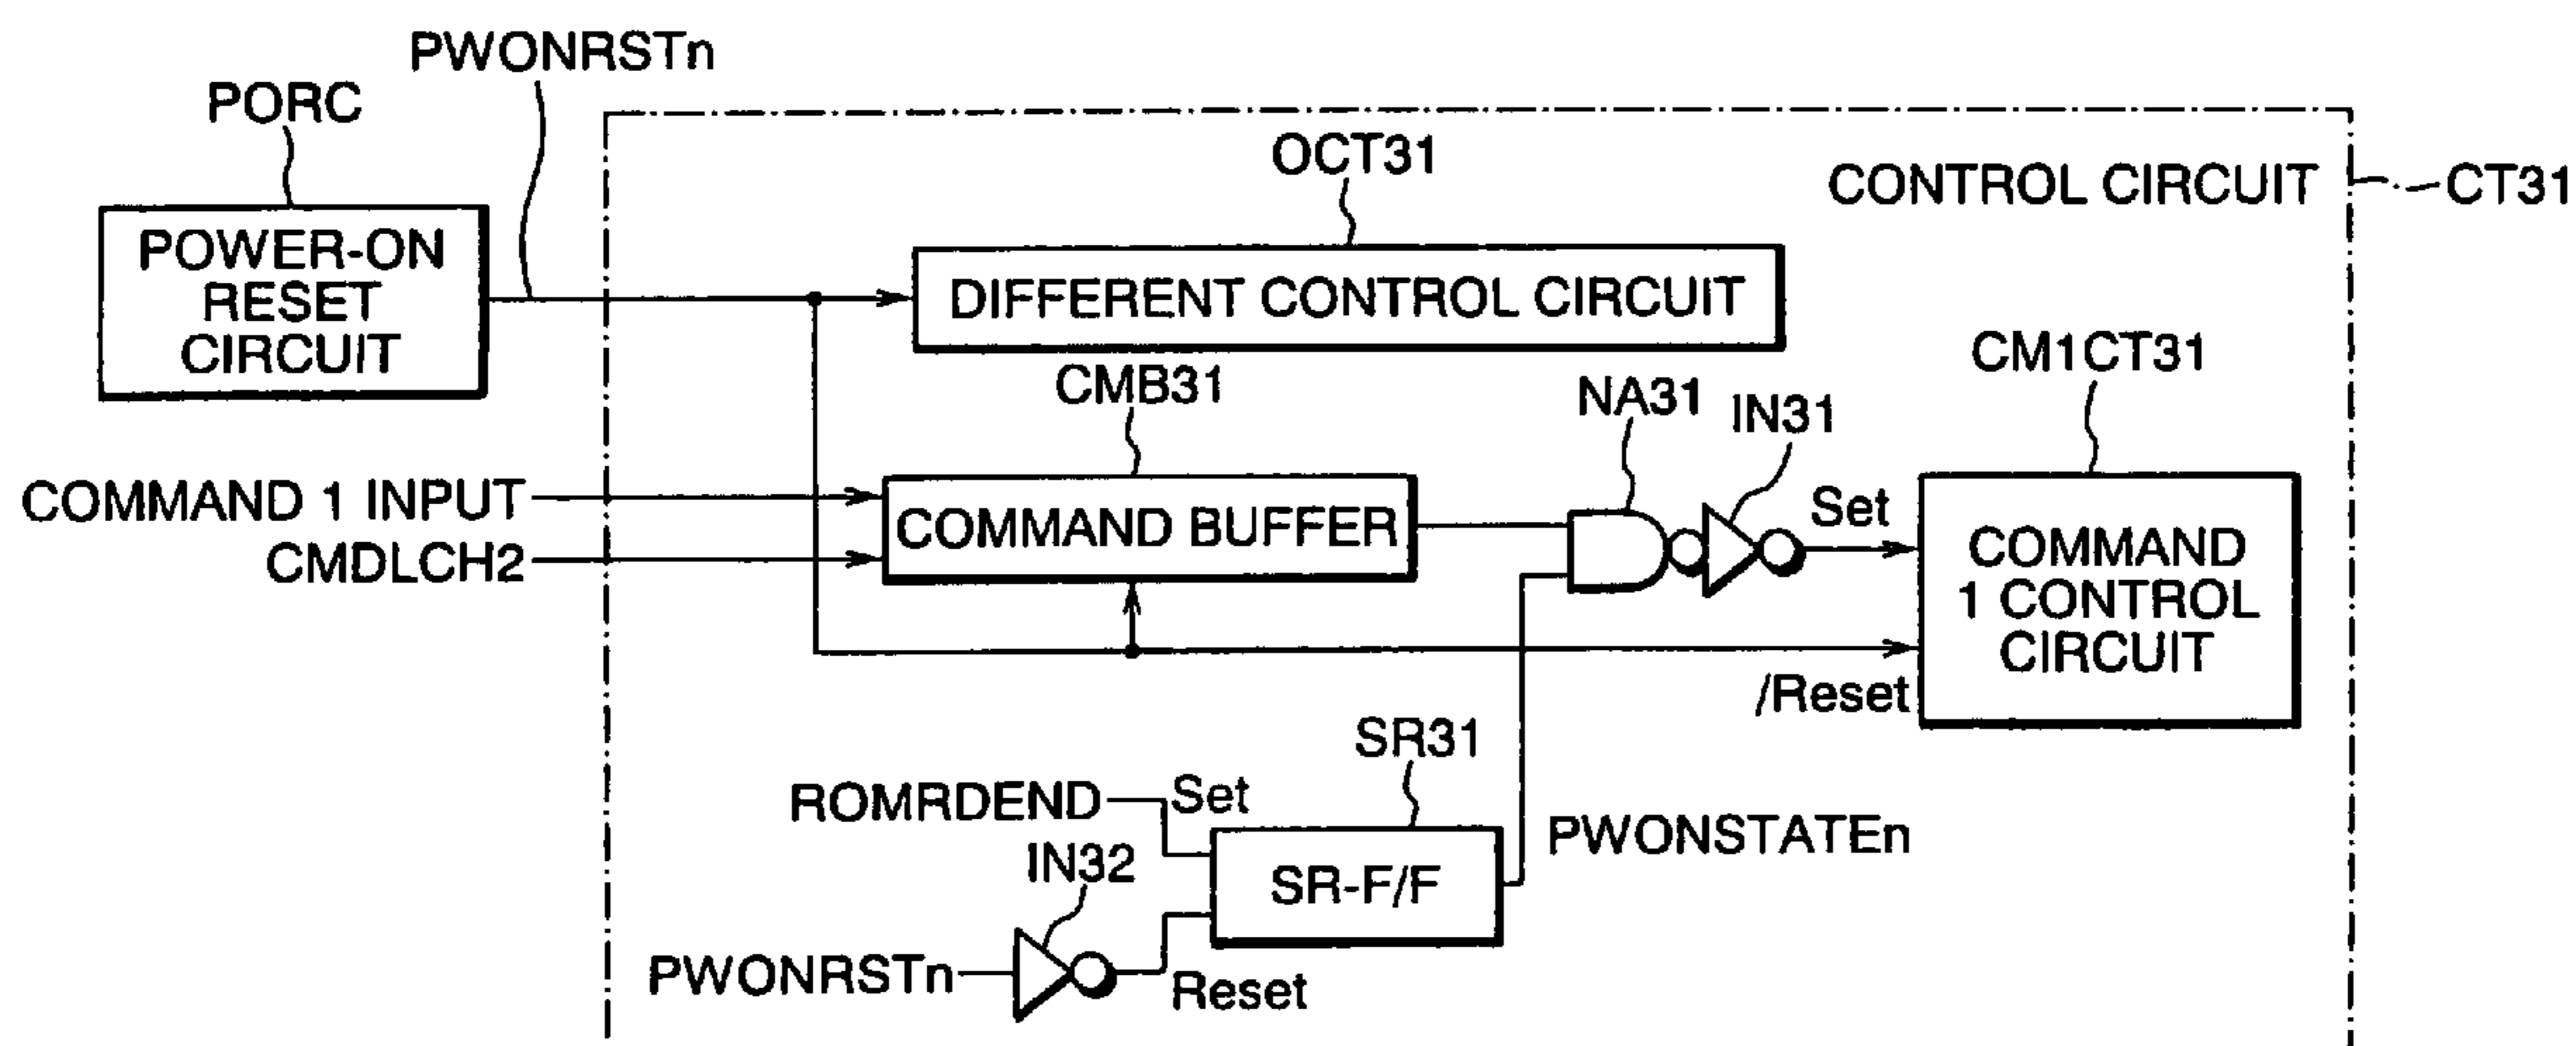 PWONRSTn
PORC
OCT31
CONTROL CIRCUIT
CT31
POWER-ON
RESET
CIRCUIT
DIFFERENT CONTROL CIRCUIT
CM1CT31
CMB31
NA31
IN31
COMMAND 1 INPUT
CMDLCH2
COMMAND BUFFER
Set
COMMAND
1 CONTROL
CIRCUIT
/Reset
SR31
ROMRDEND
Set
PWONSTATEn
IN32
SR-F/F
PWONRSTn
Reset